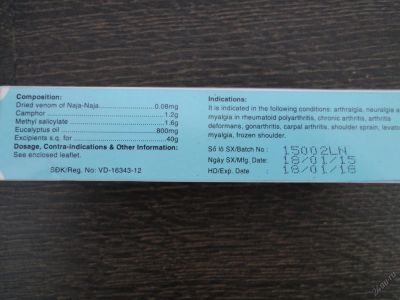 Composition:
Dried venom of Naja-Naja..................0.08mg
Camphor..................1.2g
Methyl salicylate..................1.6g
Eucalyptus oil..................800mg
Excipients s.q. for..................40g
Dosage, Contra-indications & Other Information:
See enclosed leaflet.
SĐK/Reg. No: VD-16343-12
Indications:
It is indicated in the following conditions: arthralgia, neuralgia a
myalgia in rheumatoid polyarthritis, chronic arthritis, arthritis
deformans, gonarthritis, carpal arthritis, shoulder sprain, levato
myalgia, frozen shoulder.
Số lô SX/Batch No : 15002LN
Ngày SX/Mfg. Date: 18/01/15
HD/Exp. Date : 18/01/18